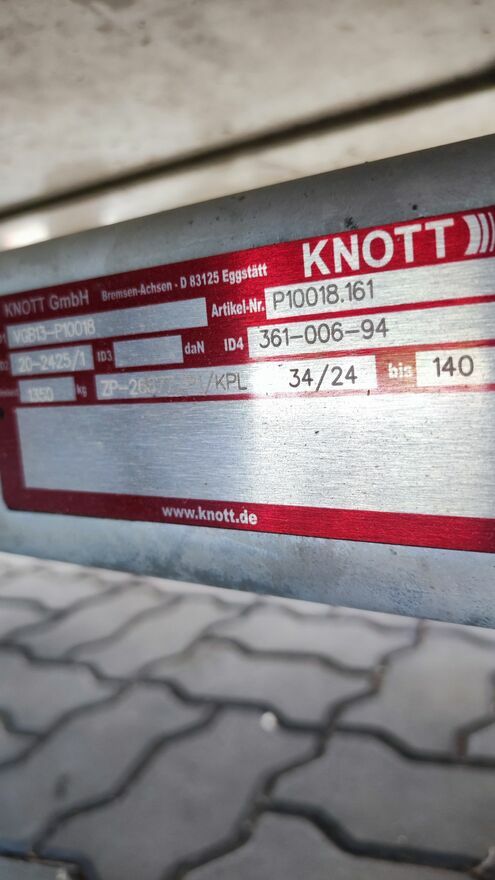 KNOTT
KNOTT GmbH Bremsen-Achsen - D 83125 Eggstätt
VGB13-P10018 Artikel-Nr. P10018.161
20-2425/1 ID3 daN ID4 361-006-94
1350 kg /KPL 34/24 bis 140
www.knott.de